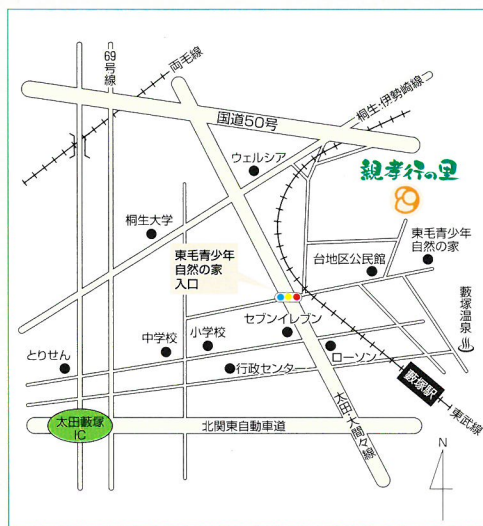 69号線
両毛線
国道50号
桐生・伊勢崎線
ウェルシア
親孝行の里
桐生大学
東毛青少年
自然の家
入口
台地区公民館
東毛青少年
自然の家
藪塚温泉
セブンイレブン
中学校
小学校
ローソン
とりせん
行政センター
藪塚駅
東武線
太田藪塚
IC
北関東自動車道
太田大間々線
N